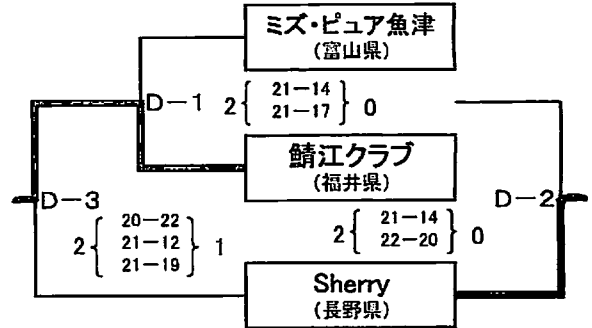 ミズ・ピュア魚津
(富山県)
D-1 2 { 21-14 } 0
21-17
鯖江クラブ
(福井県)
D-3
D-2
2 { 20-22 } 1
21-12
21-19
2 { 21-14 } 0
22-20
Sherry
(長野県)